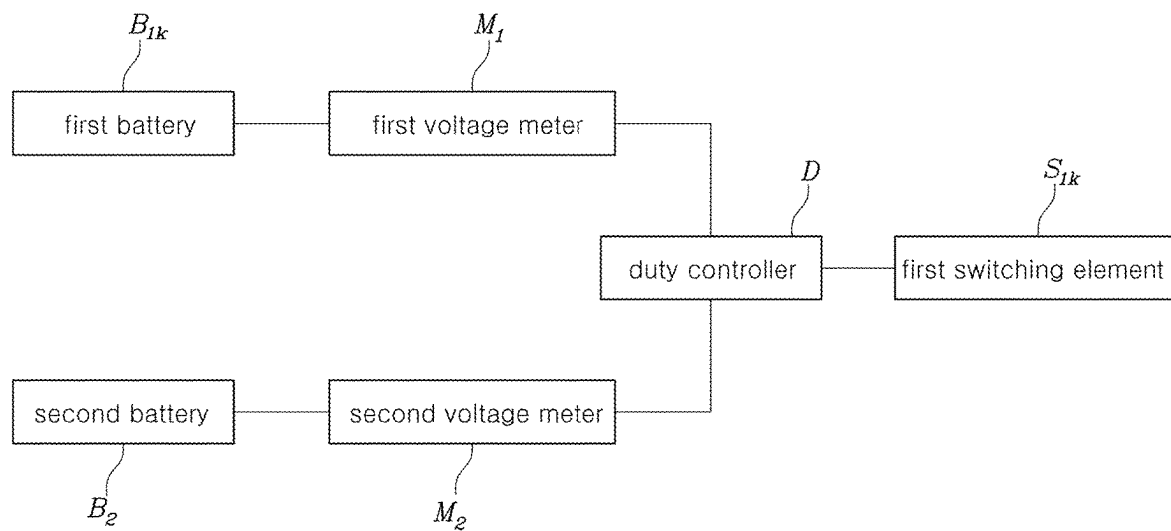 B1k
M1
first battery
first voltage meter
D
S1k
duty controller
first switching element
second battery
second voltage meter
B2
M2